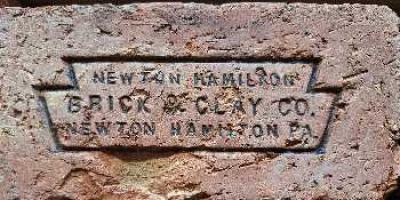 NEWTON HAMILTON
BRICK & CLAY CO.
NEWTON HAMILTON PA.